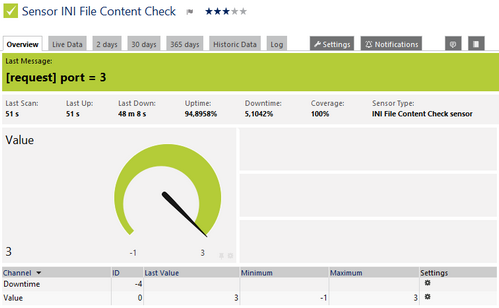 Sensor INI File Content Check
Overview Live Data 2 days 30 days 365 days Historic Data Log Settings Notifications
Last Message:
[request] port = 3
Last Scan: Last Up: Last Down: Uptime: Downtime: Coverage: Sensor Type:
51 s 51 s 48 m 8 s 94,8958% 5,1042% 100% INI File Content Check sensor
Value
3 -1 3
Channel ID Last Value Minimum Maximum Settings
Downtime -4
Value 0 3 -1 3